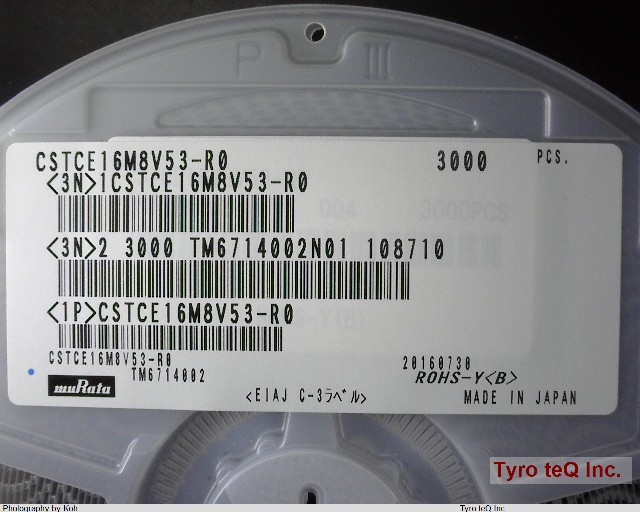 P III
CSTCE16M8V53-R0 3000 PCS.
<3N>1CSTCE16M8V53-R0
004 3000PCS
<3N>2 3000 TM6714002N01 108710
<1P>CSTCE16M8V53-R0
S-Y(B)
CSTCE16M8V53-R0 20160730
muRata TM6714002 ROHS-Y<B>
<EIAJ C-3ラベル> MADE IN JAPAN
Tyro teQ Inc.
Photography by Koh Tyro teQ Inc